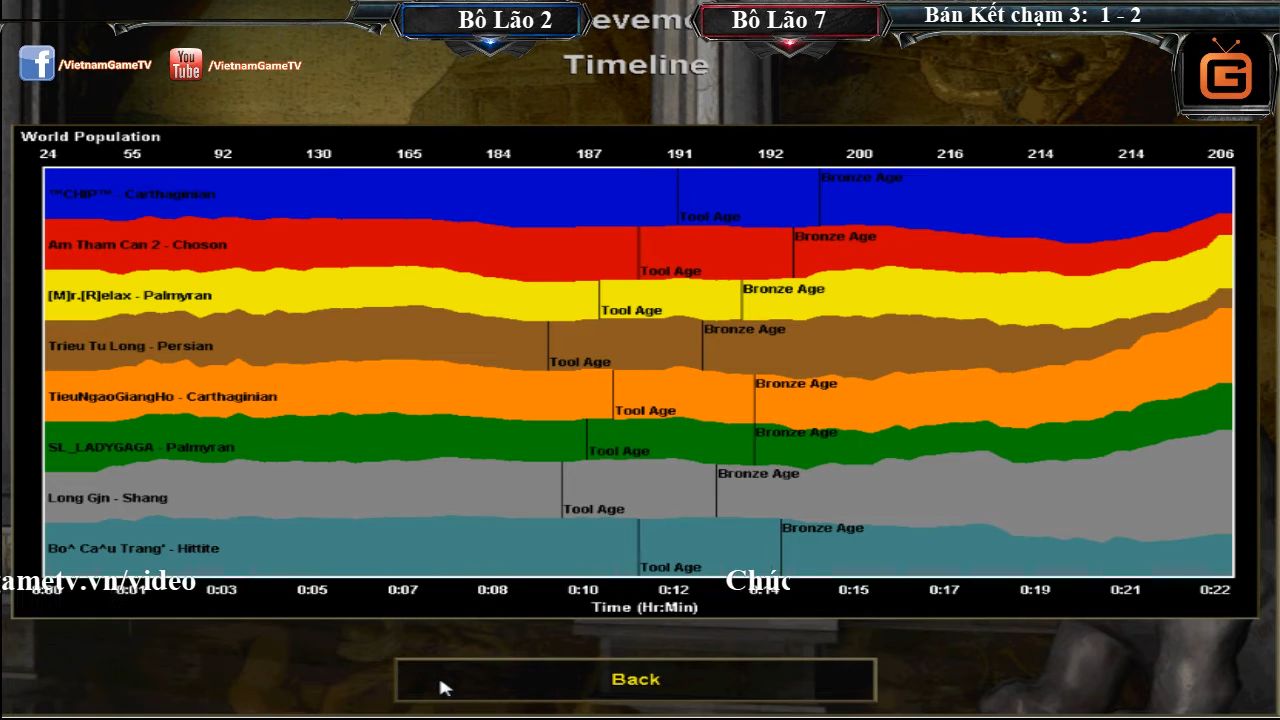 Bô Lão 2
evem
Bô Lão 7
Bán Kết chạm 3: 1 - 2
Timeline
f /VietnamGameTV
You Tube /VietnamGameTV
G
World Population
24 55 92 130 165 184 187 191 192 200 216 214 214 206
™CHIP™ - Carthaginian
Tool Age
Bronze Age
Am Tham Can 2 - Choson
Tool Age
Bronze Age
[M]r.[R]elax - Palmyran
Tool Age
Bronze Age
Trieu Tu Long - Persian
Tool Age
Bronze Age
TieuNgaoGiangHo - Carthaginian
Tool Age
Bronze Age
SL_LADYGAGA - Palmyran
Tool Age
Bronze Age
Long Gjn - Shang
Tool Age
Bronze Age
Bo^ Ca^u Trang' - Hittite
Tool Age
Bronze Age
ametv.vn/video
Chúc
0:03 0:05 0:07 0:08 0:10 0:12 0:14 0:15 0:17 0:19 0:21 0:22
Time (Hr:Min)
Back